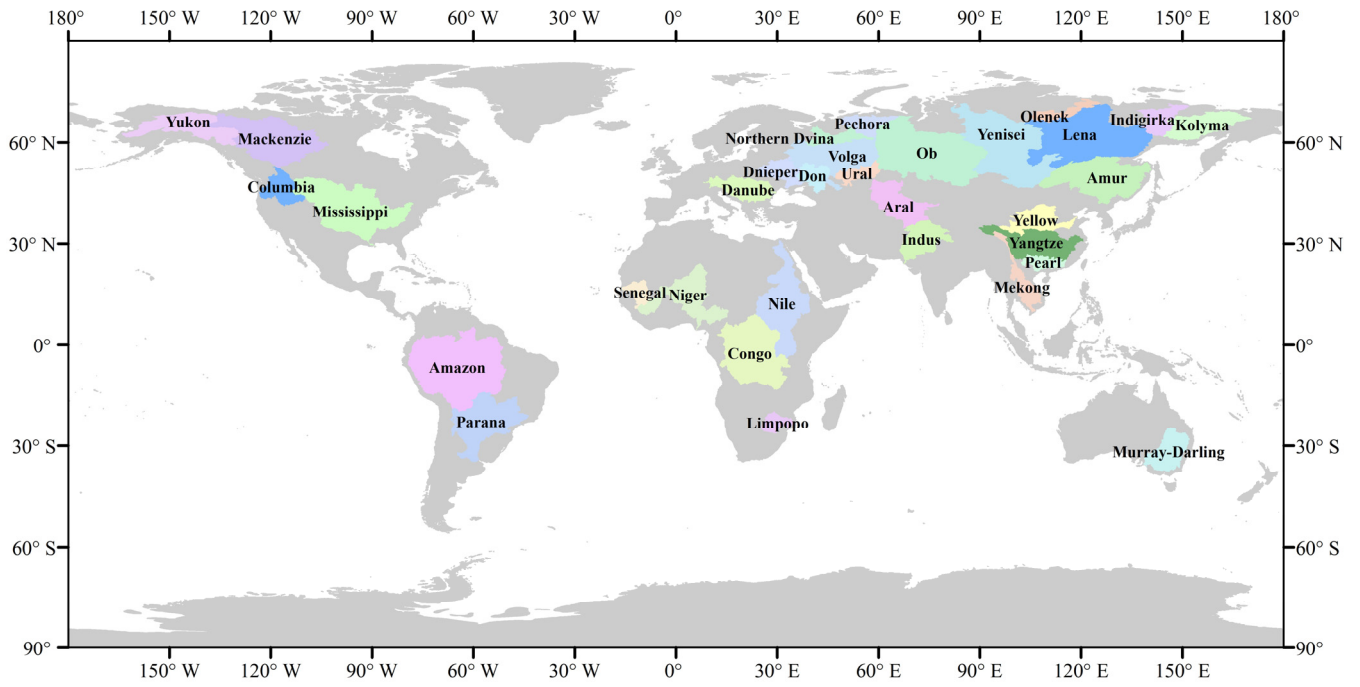 180° 150° W 120° W 90° W 60° W 30° W 0° 30° E 60° E 90° E 120° E 150° E 180°
Yukon
Mackenzie
Columbia
Mississippi
Amazon
Parana
Northern Dvina
Pechora
Volga
Dnieper
Don
Ural
Danube
Ob
Yenisei
Olenek
Lena
Indigirka
Kolyma
Amur
Aral
Indus
Yellow
Yangtze
Pearl
Mekong
Senegal
Niger
Nile
Congo
Limpopo
Murray-Darling
60° N
30° N
0°
30° S
60° S
90°
60° N
30° N
0°
30° S
60° S
90°
180° 150° W 120° W 90° W 60° W 30° W 0° 30° E 60° E 90° E 120° E 150° E 180°